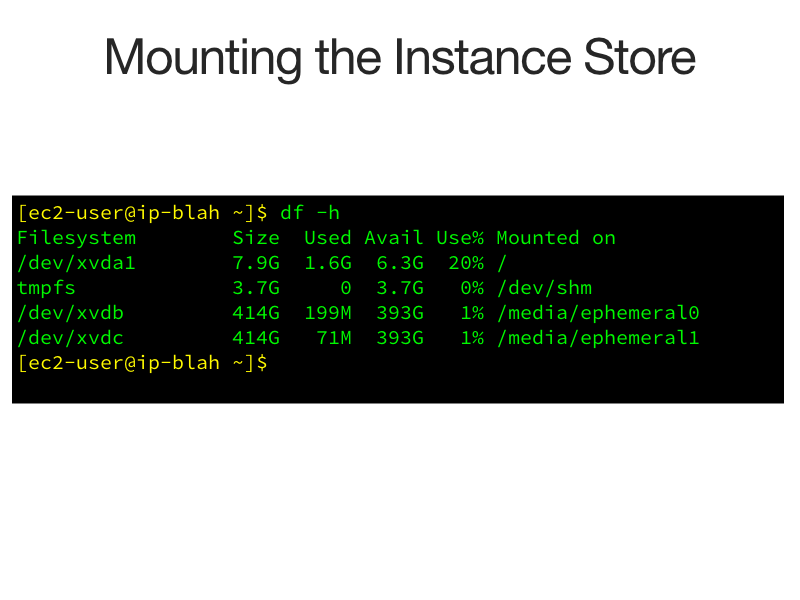 Mounting the Instance Store
[ec2-user@ip-blah ~]$ df -h
Filesystem        Size  Used Avail Use% Mounted on
/dev/xvda1        7.9G  1.6G  6.3G  20% /
tmpfs             3.7G     0  3.7G   0% /dev/shm
/dev/xvdb         414G  199M  393G   1% /media/ephemeral0
/dev/xvdc         414G   71M  393G   1% /media/ephemeral1
[ec2-user@ip-blah ~]$